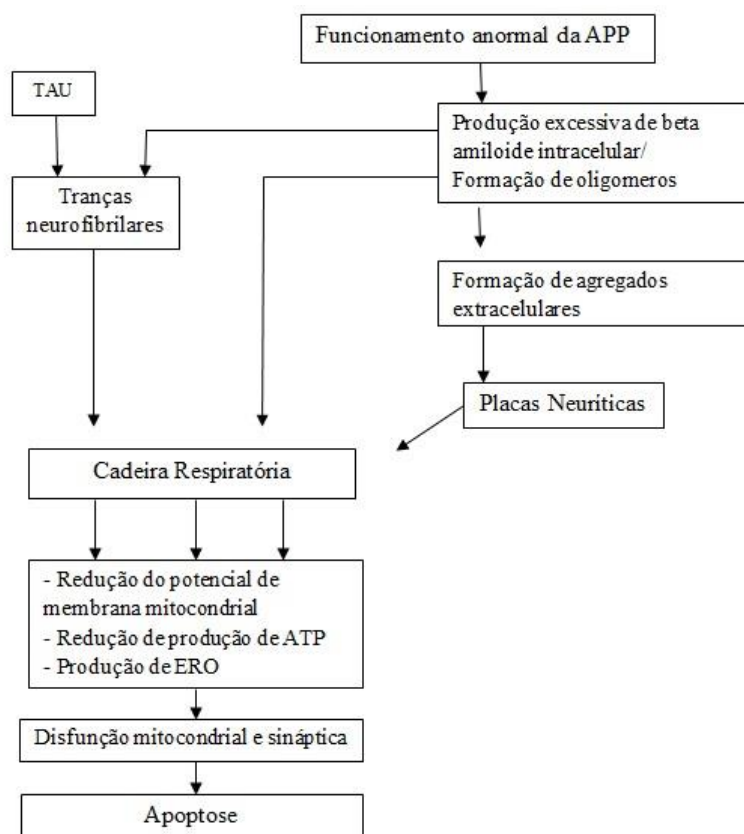 Funcionamento anormal da APP
TAU
Produção excessiva de beta
amiloide intracelular/
Formação de oligomeros
Tranças
neurofibrilares
Formação de agregados
extracelulares
Placas Neuríticas
Cadeira Respiratória
- Redução do potencial de
membrana mitocondrial
- Redução de produção de ATP
- Produção de ERO
Disfunção mitocondrial e sináptica
Apoptose